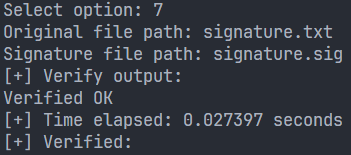 Select option: 7
Original file path: signature.txt
Signature file path: signature.sig
[+] Verify output:
Verified OK
[+] Time elapsed: 0.027397 seconds
[+] Verified: